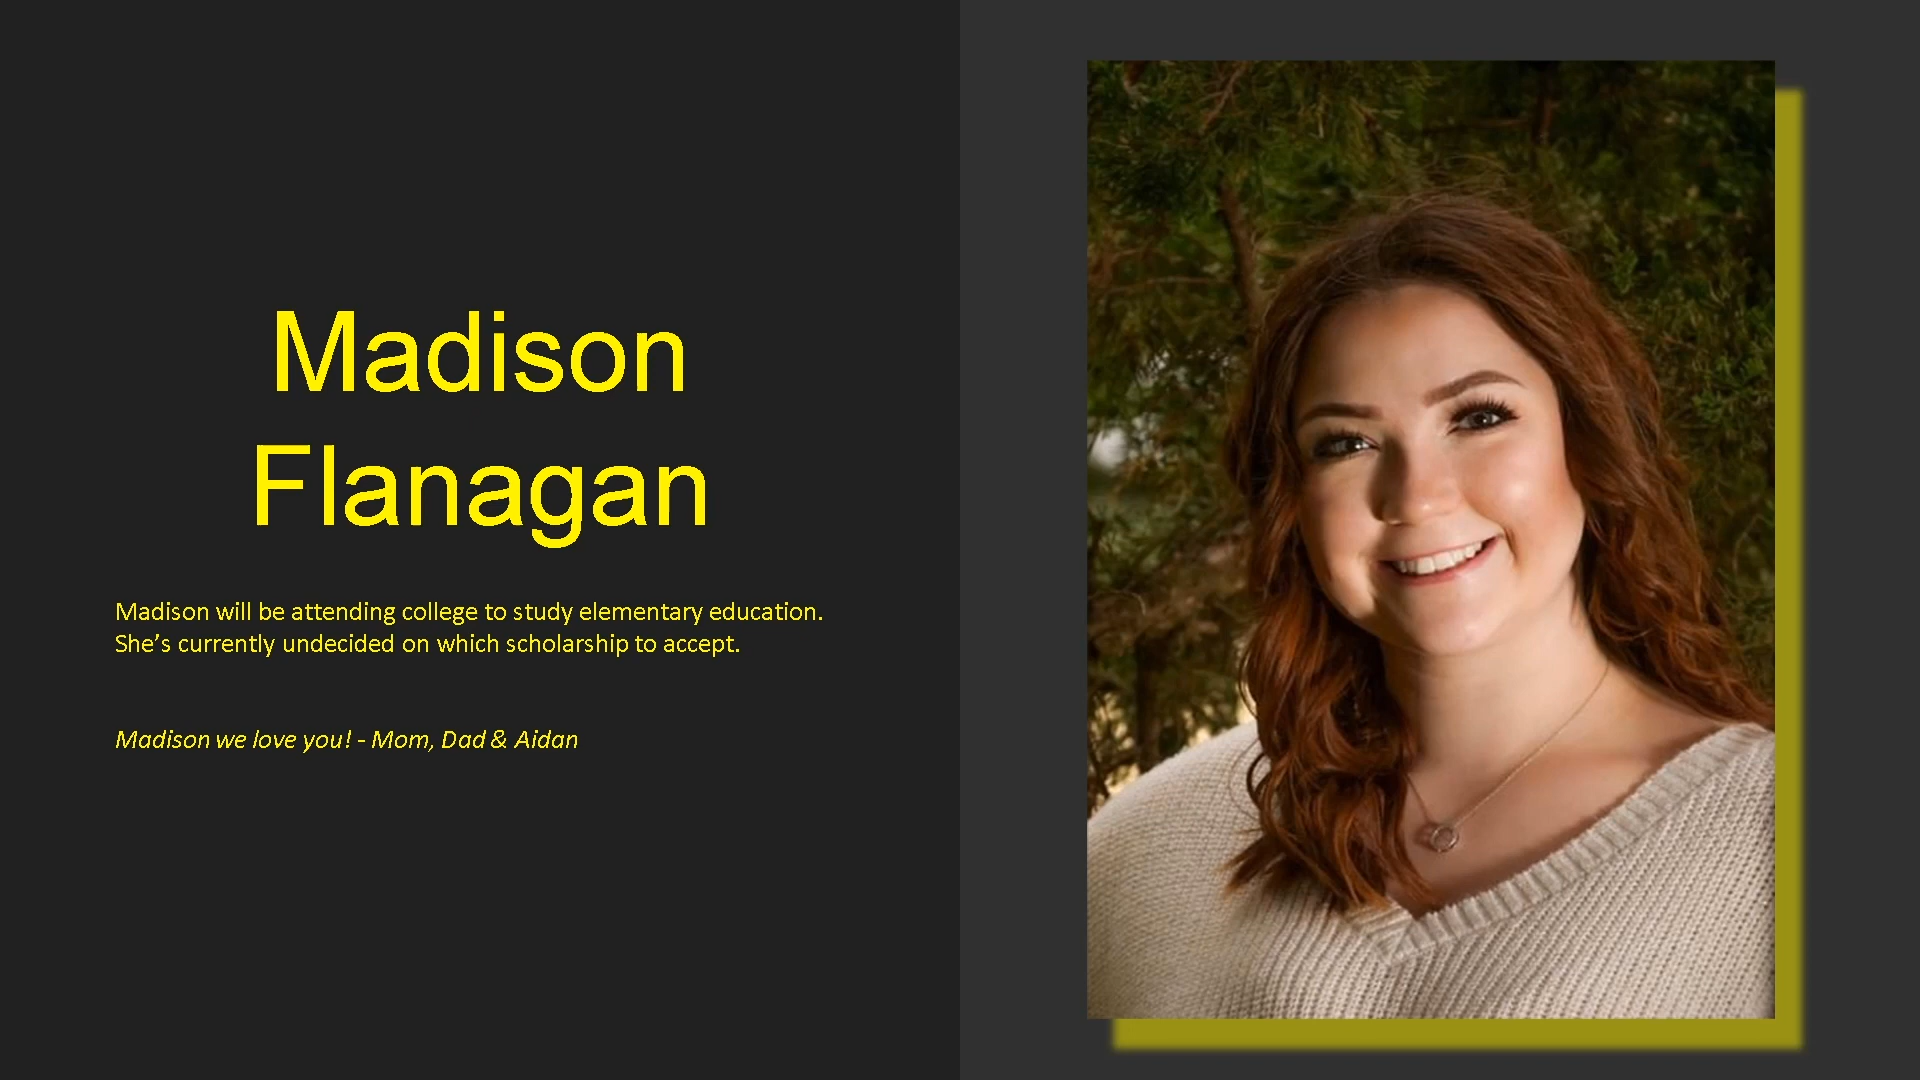 Madison
Flanagan
Madison will be attending college to study elementary education.
She’s currently undecided on which scholarship to accept.
Madison we love you! - Mom, Dad & Aidan